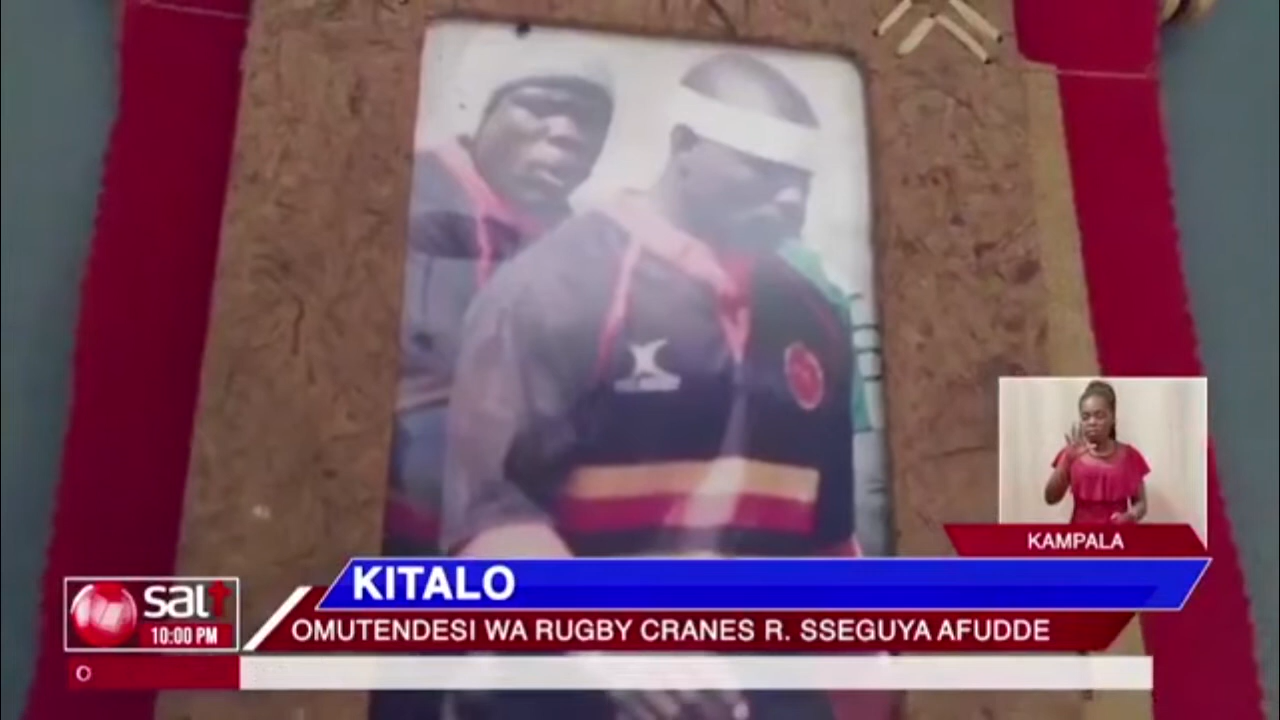 KAMPALA
KITALO
OMUTENDESI WA RUGBY CRANES R. SSEGUYA AFUDDE
salt
10:00 PM
O